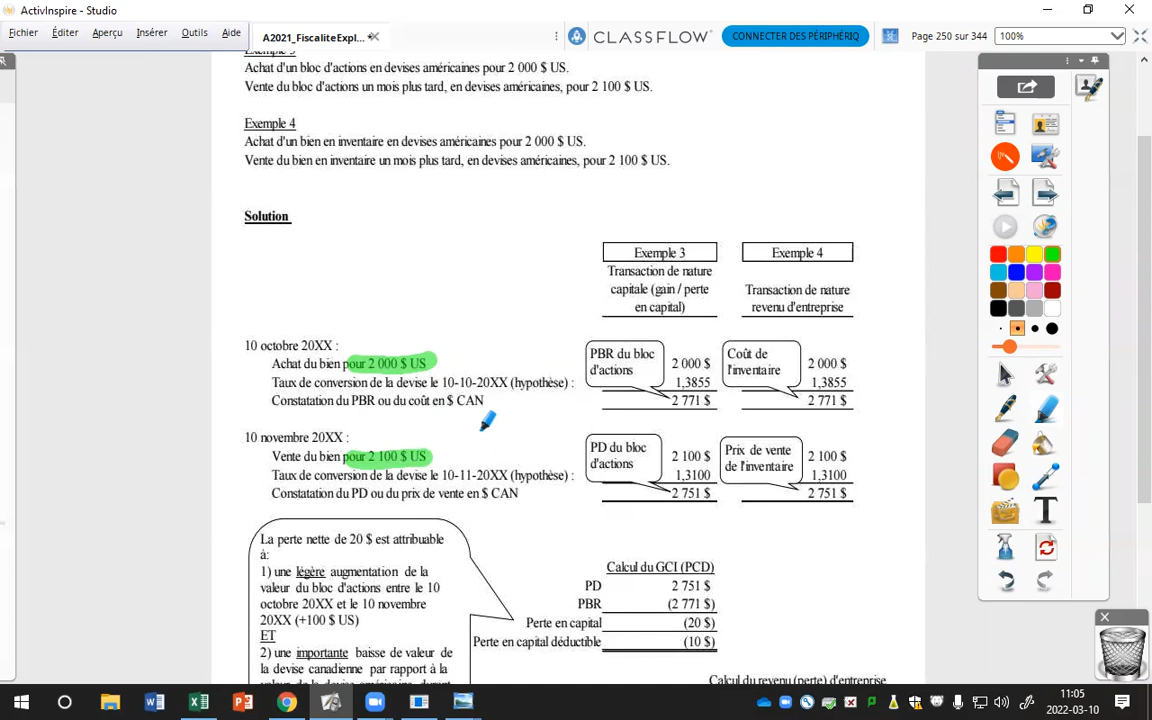 ActivInspire - Studio
Fichier Éditer Aperçu Insérer Outils Aide
A2021_FiscaliteExpl...
CLASSFLOW
CONNECTER DES PÉRIPHÉRIQ
Page 250 sur 344
100%
Exemple 3
Achat d'un bloc d'actions en devises américaines pour 2 000 $ US.
Vente du bloc d'actions un mois plus tard, en devises américaines, pour 2 100 $ US.
Exemple 4
Achat d'un bien en inventaire en devises américaines pour 2 000 $ US.
Vente du bien en inventaire un mois plus tard, en devises américaines, pour 2 100 $ US.
Solution
Exemple 3 Exemple 4
Transaction de nature
capitale (gain / perte
en capital)
Transaction de nature
revenu d'entreprise
10 octobre 20XX :
Achat du bien pour 2 000 $ US
Taux de conversion de la devise le 10-10-20XX (hypothèse) :
Constatation du PBR ou du coût en $ CAN
PBR du bloc
d'actions
2 000 $
1,3855
2 771 $
Coût de
l'inventaire
2 000 $
1,3855
2 771 $
10 novembre 20XX :
Vente du bien pour 2 100 $ US
Taux de conversion de la devise le 10-11-20XX (hypothèse) :
Constatation du PD ou du prix de vente en $ CAN
PD du bloc
d'actions
2 100 $
1,3100
2 751 $
Prix de vente
de l'inventaire
2 100 $
1,3100
2 751 $
La perte nette de 20 $ est attribuable
à:
1) une légère augmentation de la
valeur du bloc d'actions entre le 10
octobre 20XX et le 10 novembre
20XX (+100 $ US)
ET
2) une importante baisse de valeur de
la devise canadienne par rapport à la
Calcul du GCI (PCD)
PD 2 751 $
PBR (2 771 $)
Perte en capital (20 $)
Perte en capital déductible (10 $)
Calcul du revenu (perte) d'entreprise
11:05
2022-03-10